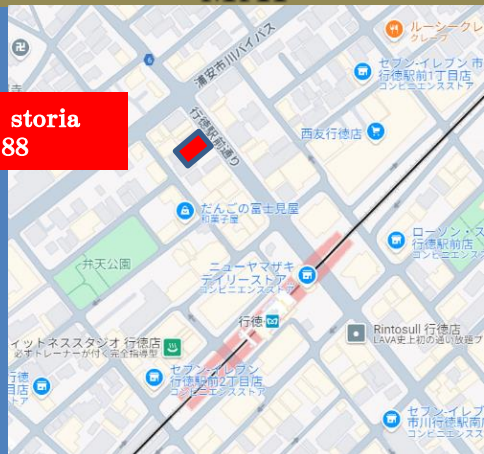 ルーシークレ
クレープ
浦安市川バイパス
6
セブン-イレブン 市
行徳駅前1丁目店
コンビニエンスストア
storia
88
行徳駅前通り
西友行徳店
だんごの富士見屋
和菓子屋
ローソン・ス
行徳駅前店
コンビニエンス
弁天公園
ニューヤマザキ
デイリーストア
コンビニエンスストア
行徳
Rintosull 行徳店
LAVA史上初の通い放題プ
ィットネススタジオ 行徳店
必ずトレーナーが付く完全指導型
セブン-イレブン
行徳駅前2丁目店
コンビニエンスストア
行徳
目店
トア
セブン-イレブ
市川行徳駅南
コンビニエンス